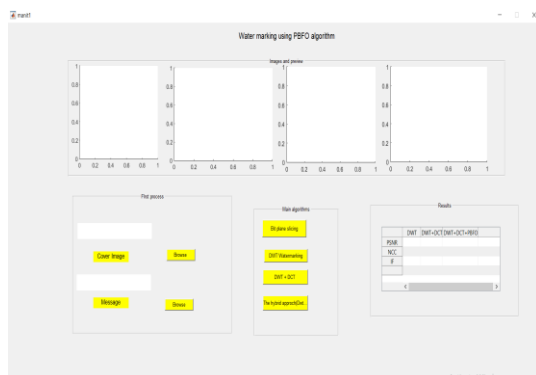 manit1
Water marking using PBFO algorithm
Images and preview
1 1 1 1
0.8 0.8 0.8 0.8
0.6 0.6 0.6 0.6
0.4 0.4 0.4 0.4
0.2 0.2 0.2 0.2
0 0 0 0
0 0.2 0.4 0.6 0.8 1 0 0.2 0.4 0.6 0.8 1 0 0.2 0.4 0.6 0.8 1 0 0.2 0.4 0.6 0.8 1
First process
Cover Image
Browse
Message
Browse
Main algorithms
Bit plane slicing
DWT Watermarking
DWT + DCT
The hybrid approch(Dwt...
Results
DWT DWT+DCT DWT+DCT+PBFO
PSNR
NCC
IF